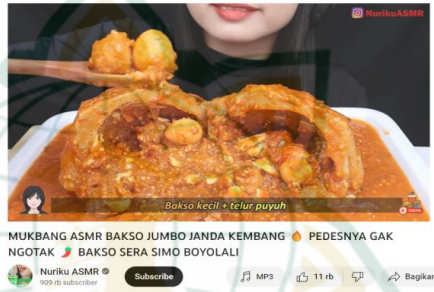 NurikuASMR
Bakso kecil + telur puyuh
MUKBANG ASMR BAKSO JUMBO JANDA KEMBANG 🔥 PEDESNYA GAK
NGOTAK 🌶️ BAKSO SERA SIMO BOYOLALI
Nuriku ASMR
909 rb subscriber
Subscribe
MP3
11 rb
Bagikan